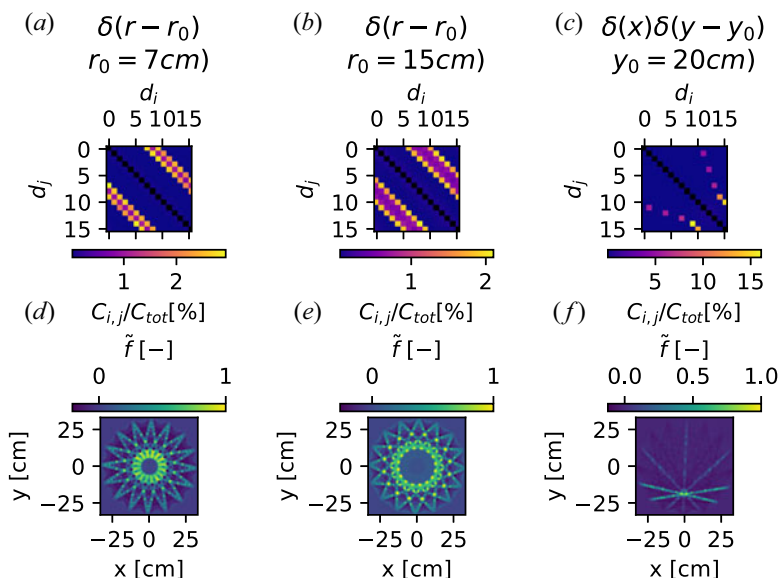 (a) δ(r − r₀) (b) δ(r − r₀) (c) δ(x)δ(y − y₀)
r₀ = 7cm) r₀ = 15cm) y₀ = 20cm)
dᵢ dᵢ dᵢ
0 5 1015 0 5 1015 0 5 1015
0 0 0
5 5 5
dⱼ dⱼ dⱼ
10 10 10
15 15 15
1 2 1 2 5 10 15
(d) Cᵢ,ⱼ/Cₜₒₜ[%] (e) Cᵢ,ⱼ/Cₜₒₜ[%] (f) Cᵢ,ⱼ/Cₜₒₜ[%]
f̃ [−] f̃ [−] f̃ [−]
0 1 0 1 0.0 0.5 1.0
25 25 25
y [cm] 0 y [cm] 0 y [cm] 0
−25 −25 −25
−25 0 25 −25 0 25 −25 0 25
x [cm] x [cm] x [cm]